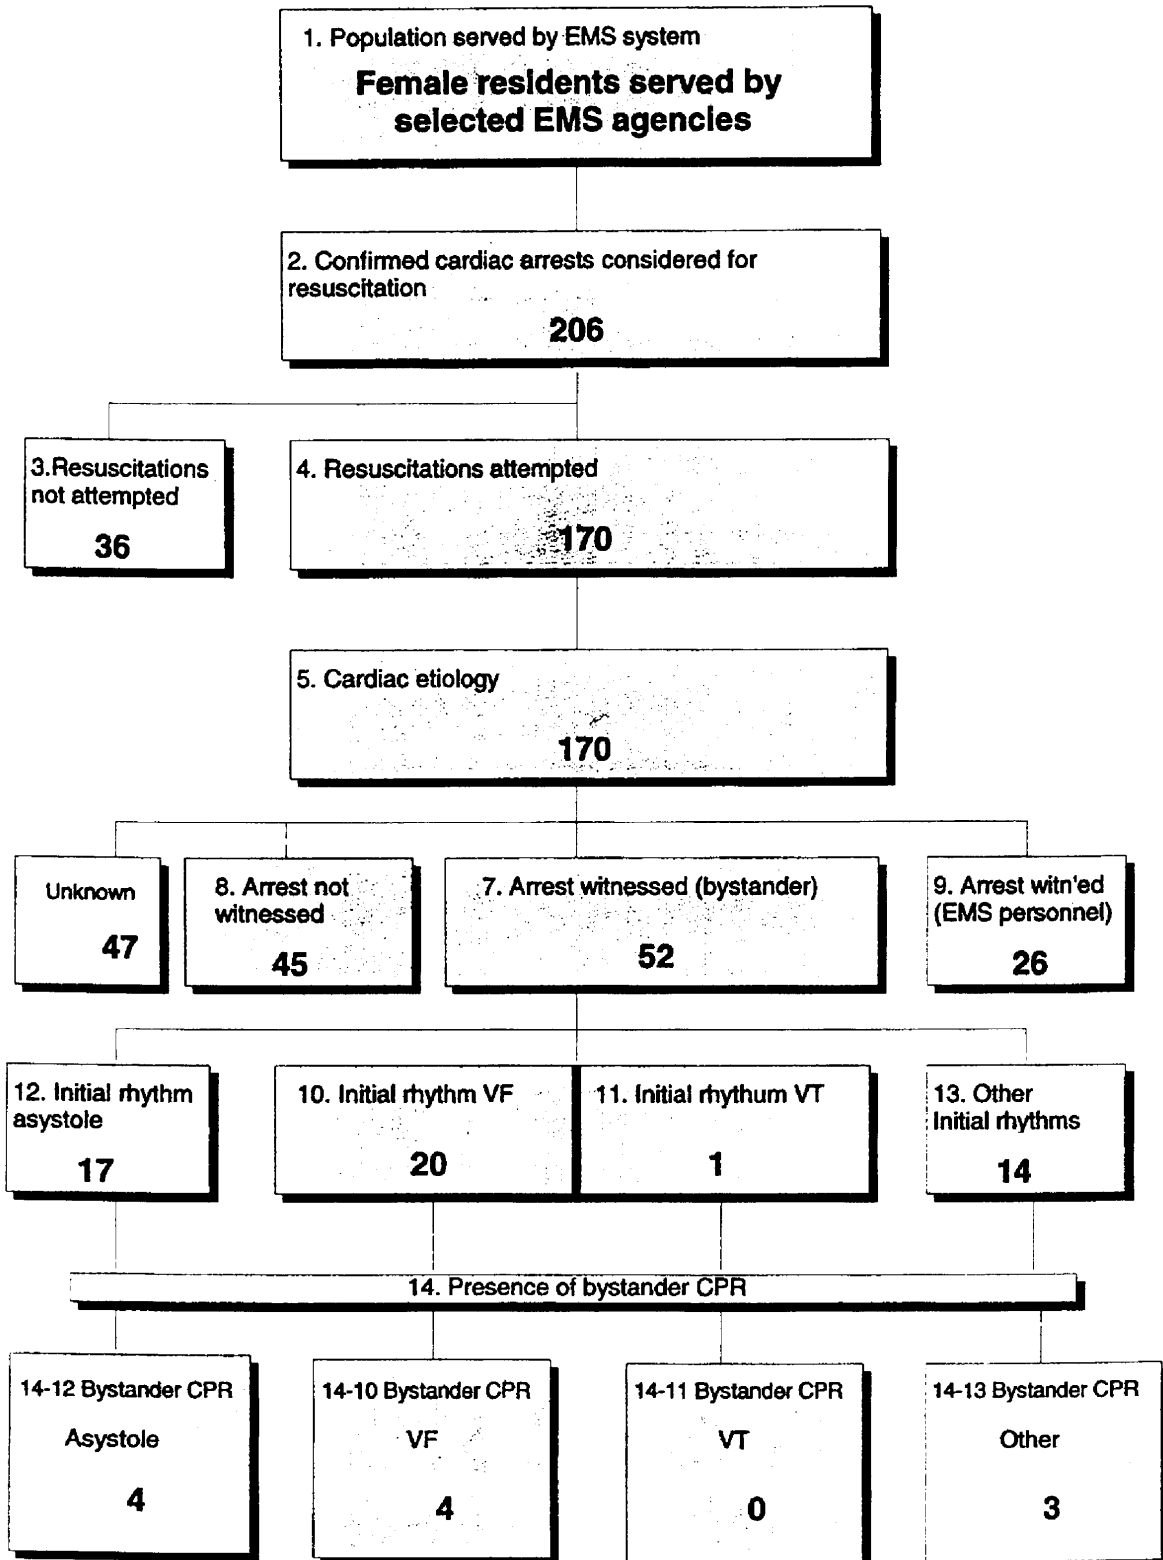 1. Population served by EMS system
Female residents served by
selected EMS agencies
2. Confirmed cardiac arrests considered for
resuscitation
206
3.Resuscitations
not attempted
36
4. Resuscitations attempted
170
5. Cardiac etiology
170
Unknown
47
8. Arrest not
witnessed
45
7. Arrest witnessed (bystander)
52
9. Arrest witn'ed
(EMS personnel)
26
12. Initial rhythm
asystole
17
10. Initial rhythm VF
20
11. Initial rhythum VT
1
13. Other
Initial rhythms
14
14. Presence of bystander CPR
14-12 Bystander CPR
Asystole
4
14-10 Bystander CPR
VF
4
14-11 Bystander CPR
VT
0
14-13 Bystander CPR
Other
3